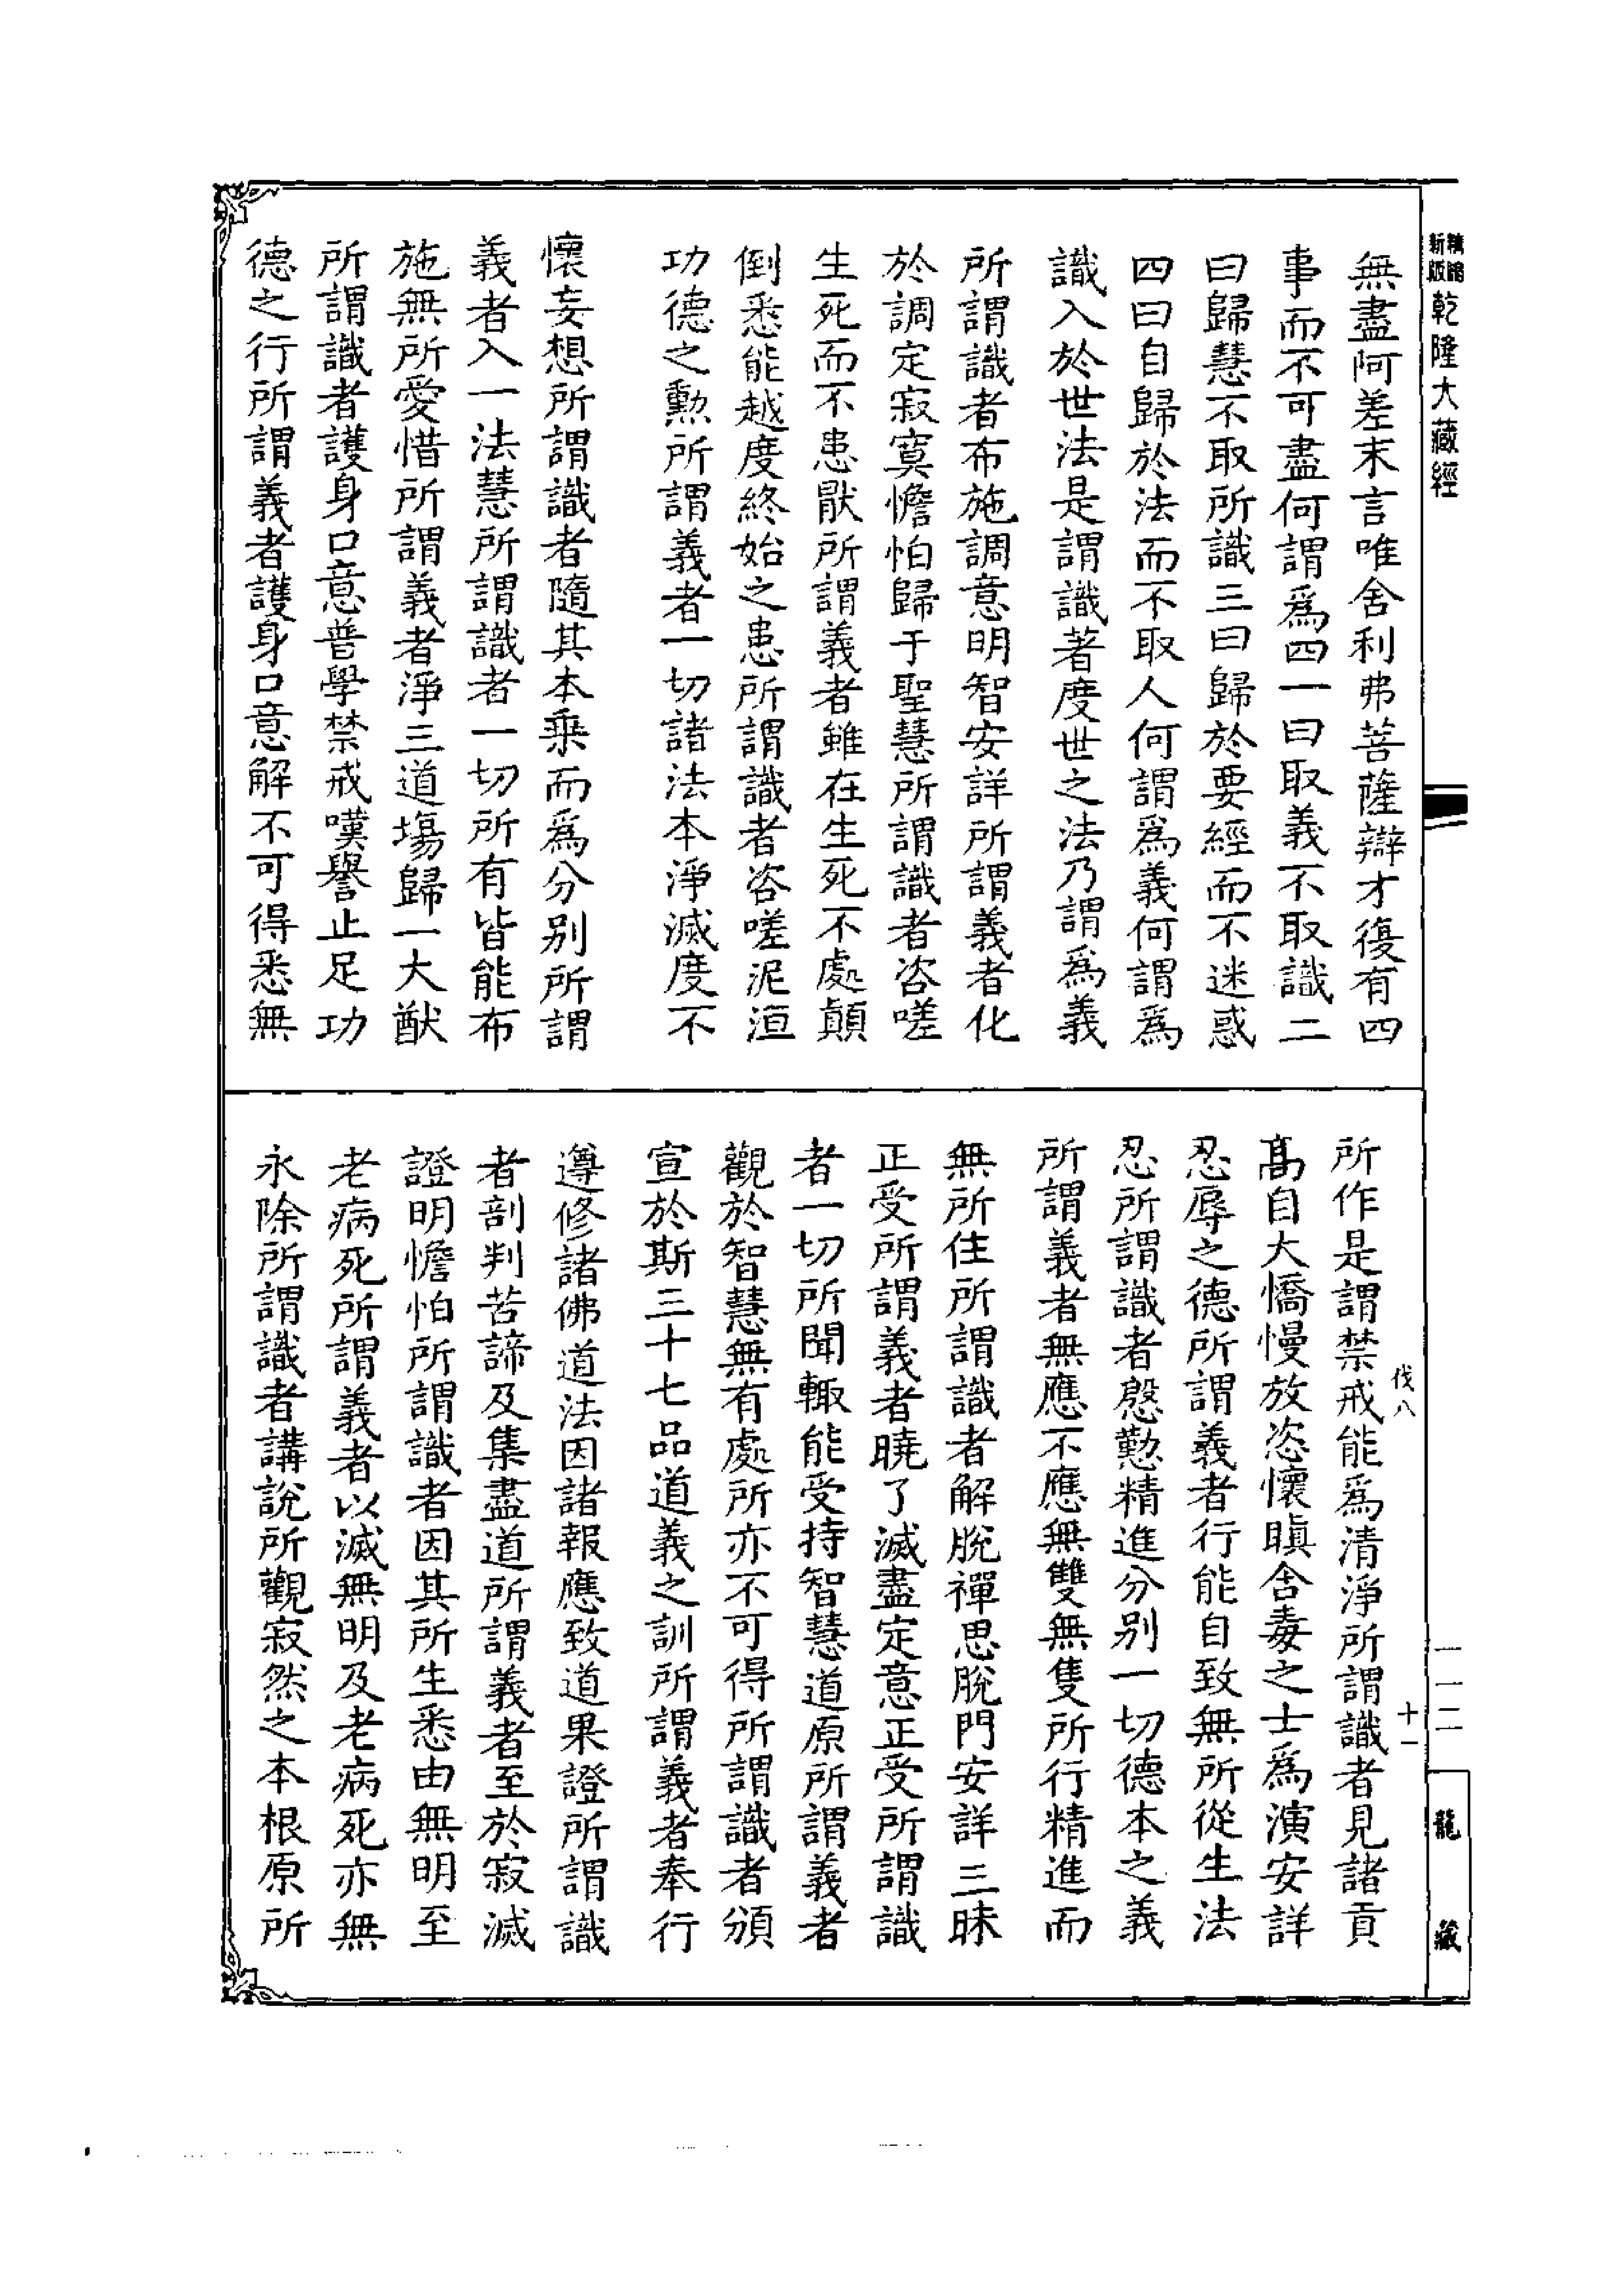 乾隆大藏經
無盡阿差末言唯舍利弗菩薩辯才復有四
事而不可盡何謂爲四一曰取義不取識二
曰歸慧不取所識三曰歸於要經而不迷惑
四曰自歸於法而不取人何謂爲義何謂爲
識入於世法是謂識著度世之法乃謂爲義
所謂識者布施調意明智安詳所謂義者化
於調定寂寞憺怕歸于聖慧所謂識者咨嗟
生死而不患厭所謂義者雖在生死不處顛
倒悉能越度終始之患所謂識者咨嗟泥洹
功德之勲所謂義者一切諸法本淨滅度不
懷妄想所謂識者隨其本乘而爲分别所謂
義者入一法慧所謂識者一切所有皆能布
施無所愛惜所謂義者淨三道塲歸一大猷
所謂識者護身口意普學禁戒嘆譽止足功
德之行所謂義者護身口意解不可得悉無
伐八
十一
所作是謂禁戒能爲清淨所謂識者見諸貢
髙自大憍慢放恣懷瞋含毒之士爲演安詳
忍辱之德所謂義者行能自致無所從生法
忍所謂識者慇懃精進分别一切德本之義
所謂義者無應不應無雙無隻所行精進而
無所住所謂識者解脫禪思脫門安詳三昧
正受所謂義者曉了滅盡定意正受所謂識
者一切所聞輙能受持智慧道原所謂義者
觀於智慧無有處所亦不可得所謂識者頒
宣於斯三十七品道義之訓所謂義者奉行
遵修諸佛道法因諸報應致道果證所謂識
者剖判苦諦及集盡道所謂義者至於寂滅
證明憺怕所謂識者因其所生悉由無明至
老病死所謂義者以滅無明及老病死亦無
永除所謂識者講說所觀寂然之本根原所
一一二
龍藏